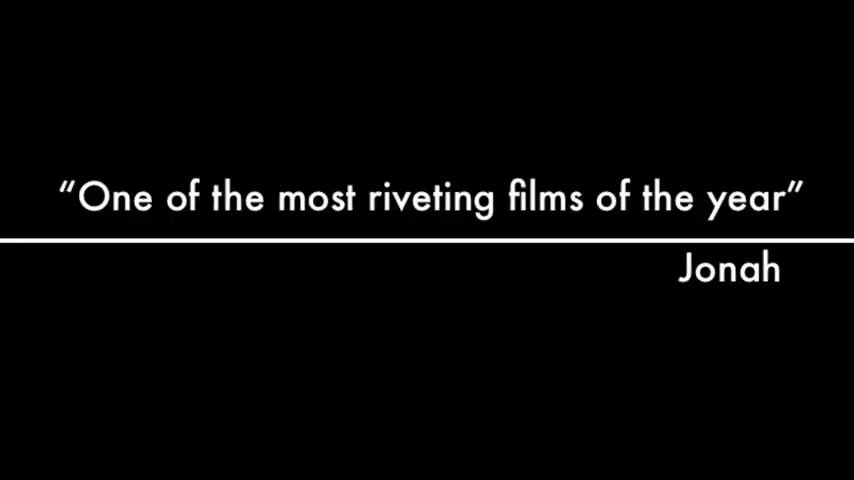 “One of the most riveting films of the year”
Jonah